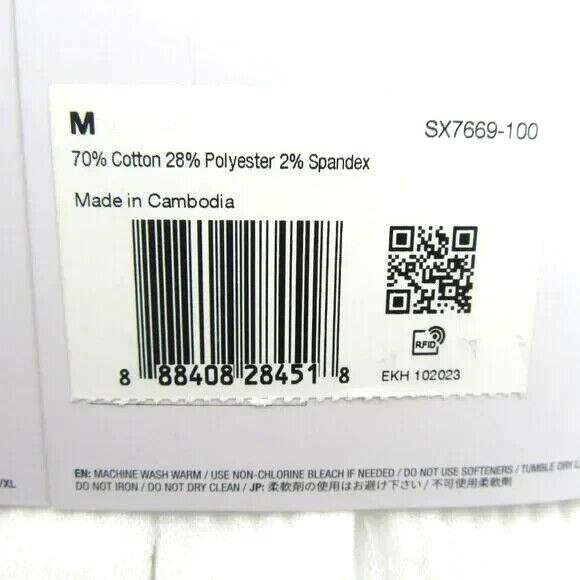 M
SX7669-100
70% Cotton 28% Polyester 2% Spandex
Made in Cambodia
8 88408 28451 8
RFID
EKH 102023
EN: MACHINE WASH WARM / USE NON-CHLORINE BLEACH IF NEEDED / DO NOT USE SOFTENERS / TUMBLE DRY
/XL
DO NOT IRON / DO NOT DRY CLEAN / JP: 柔軟剤の使用はお避け下さい / 不可使用柔軟劑